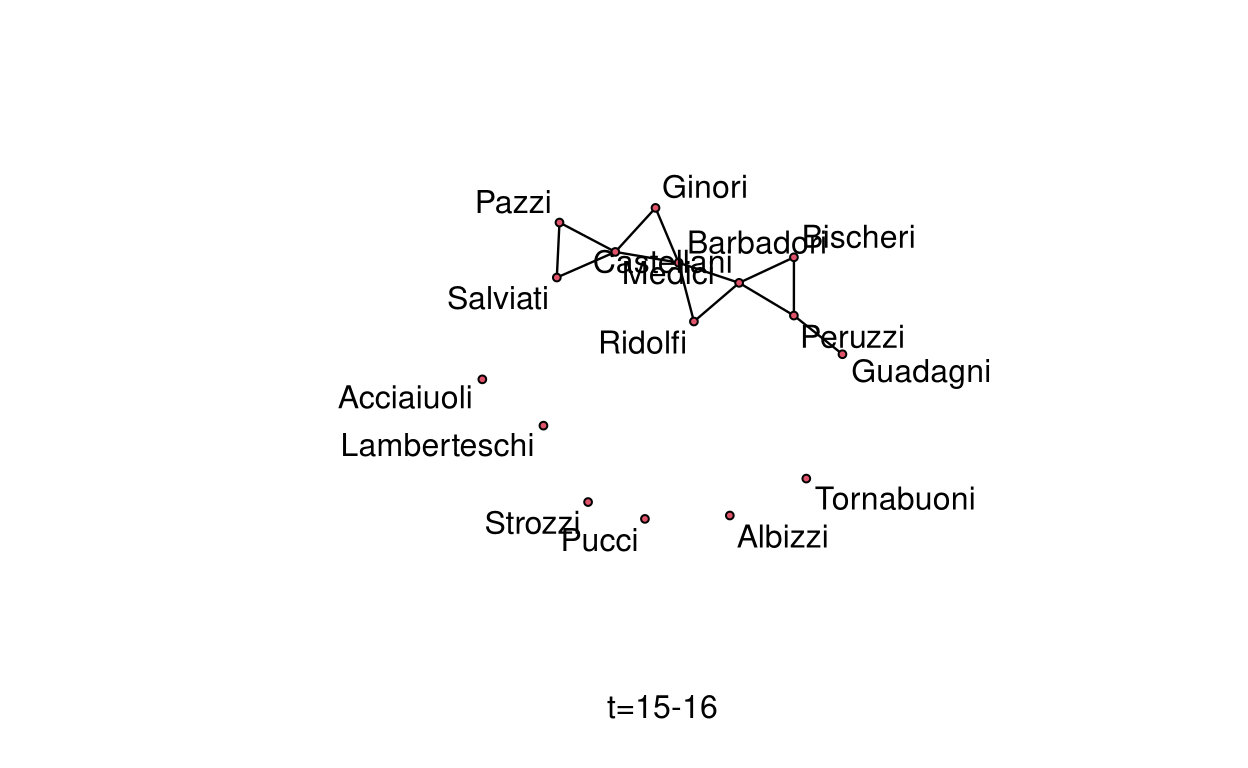 Ginori
Pazzi
Bischeri
Barbadori
Castellani
Medici
Salviati
Peruzzi
Ridolfi
Guadagni
Acciaiuoli
Lamberteschi
Tornabuoni
Strozzi
Albizzi
Pucci
t=15-16